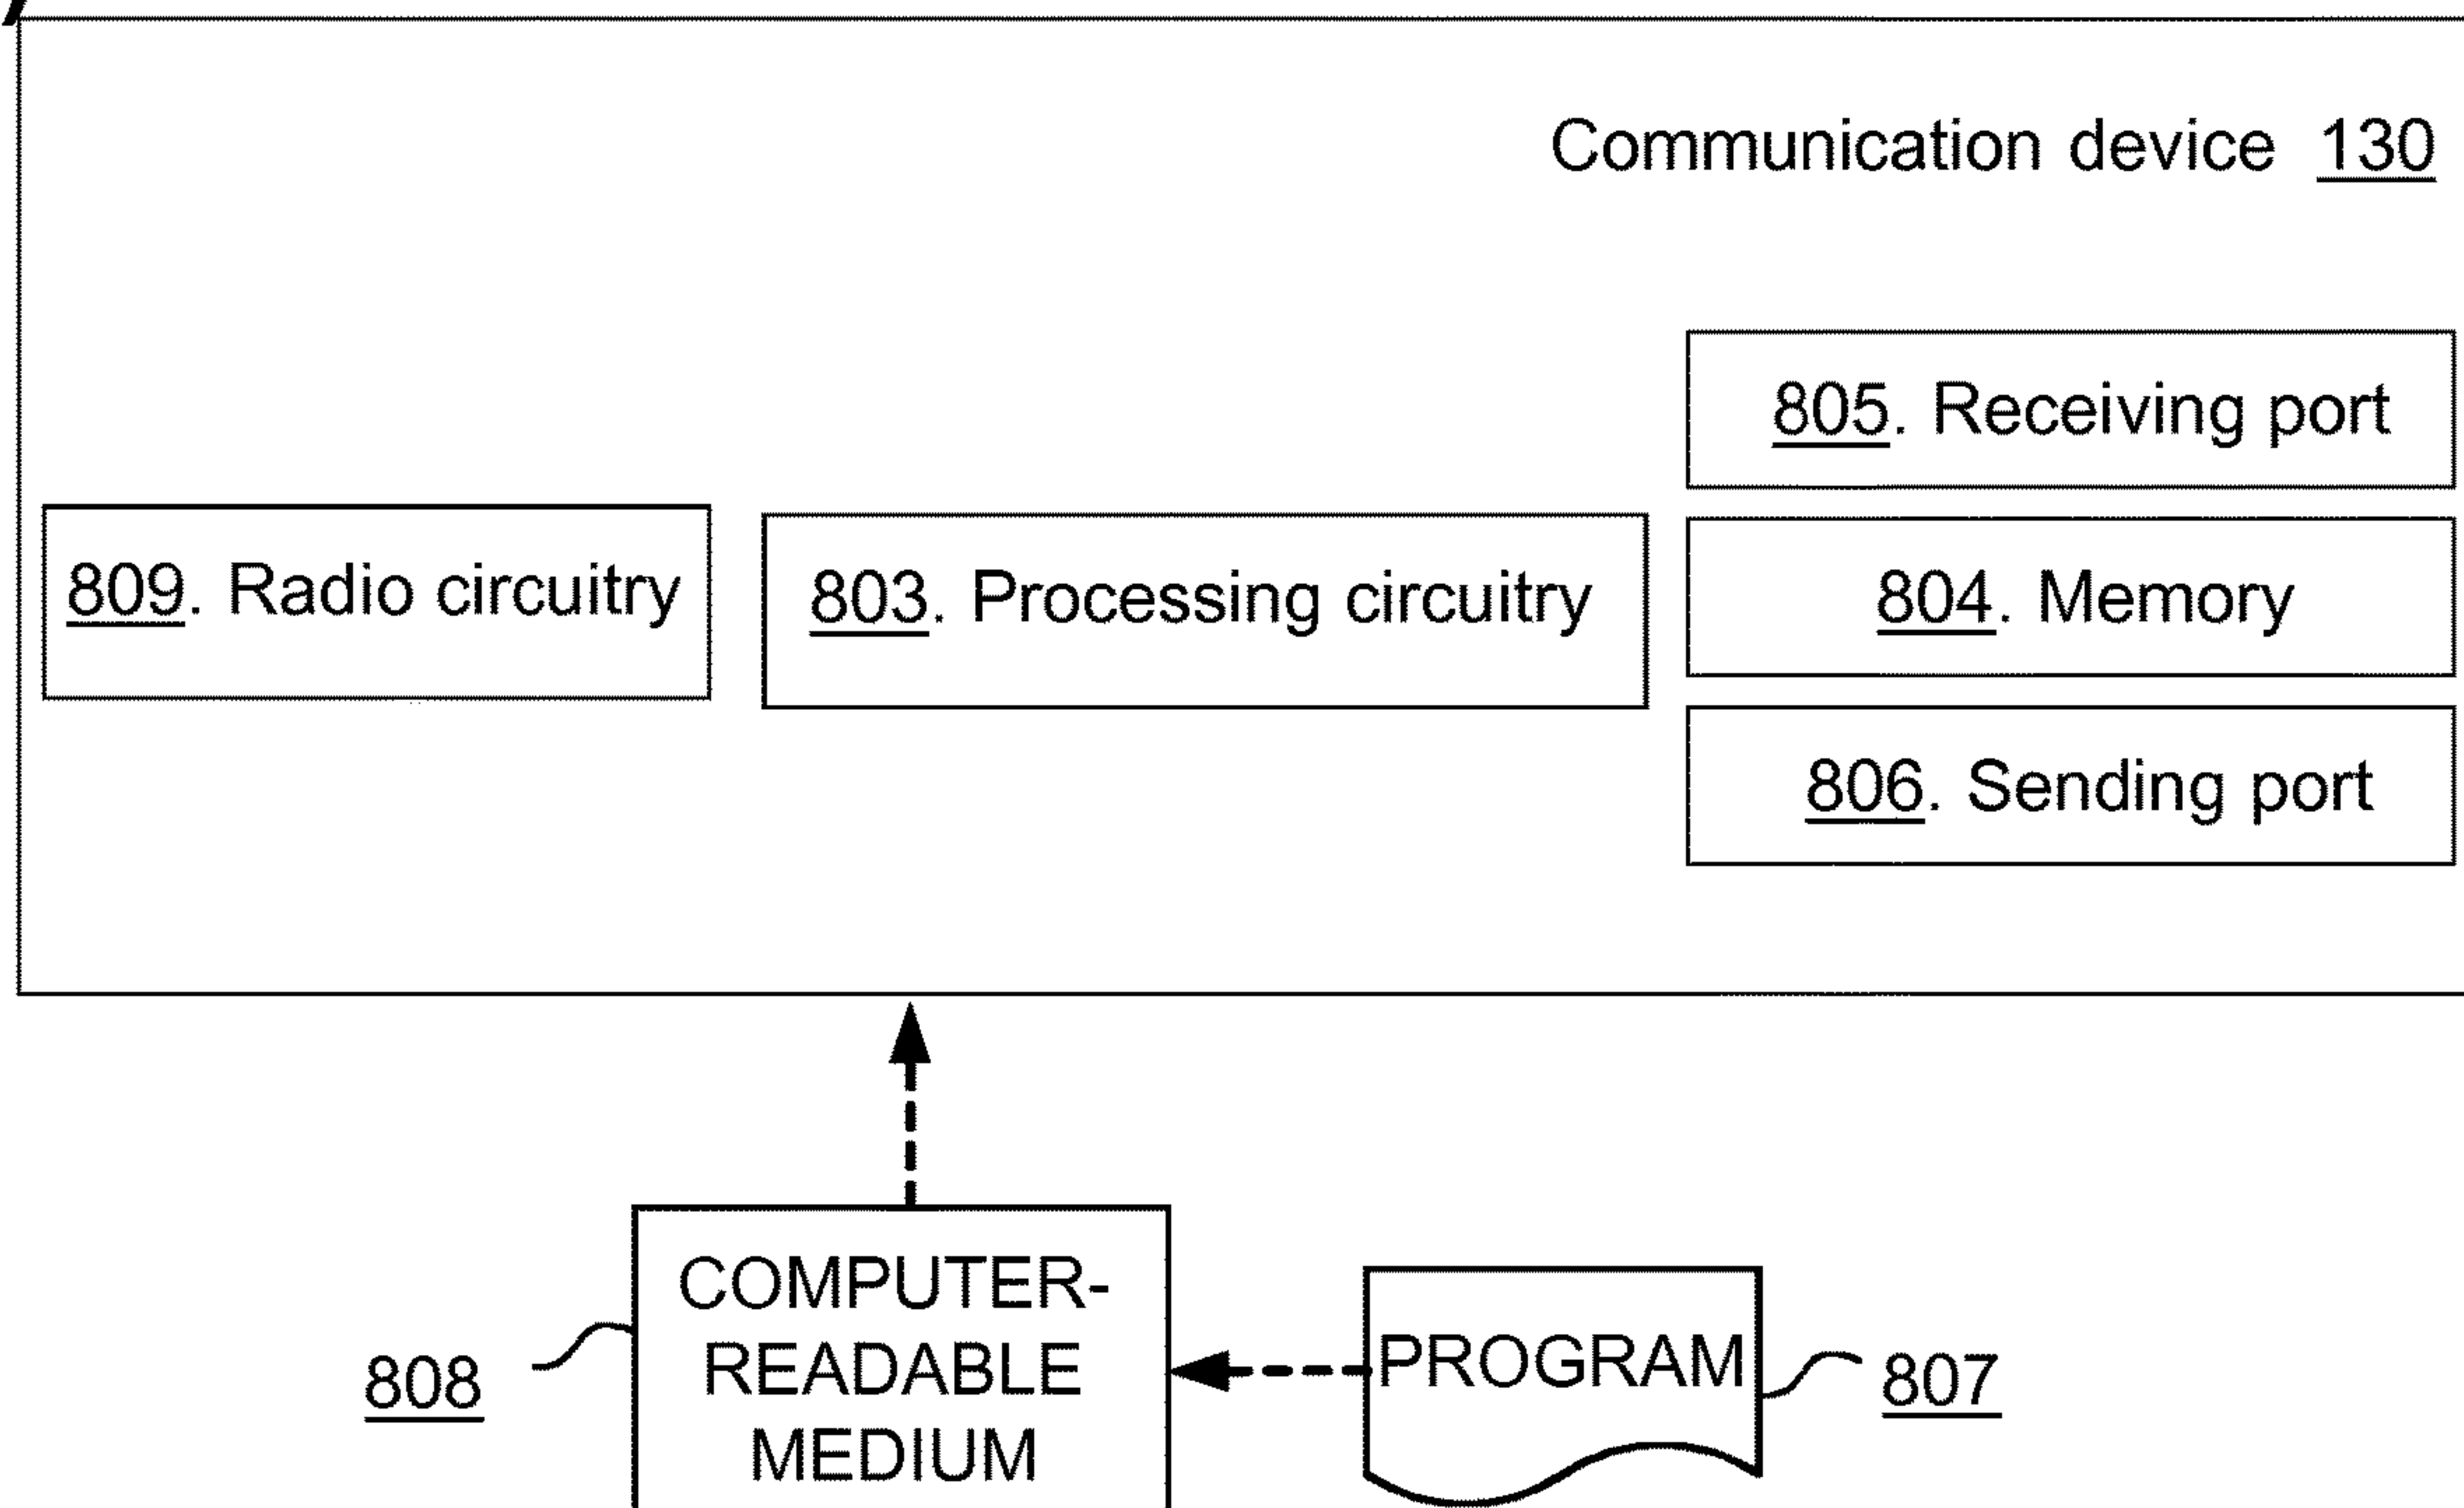 Communication device 130
805. Receiving port
809. Radio circuitry
803. Processing circuitry
804. Memory
806. Sending port
COMPUTER-
READABLE
MEDIUM
808
PROGRAM
807